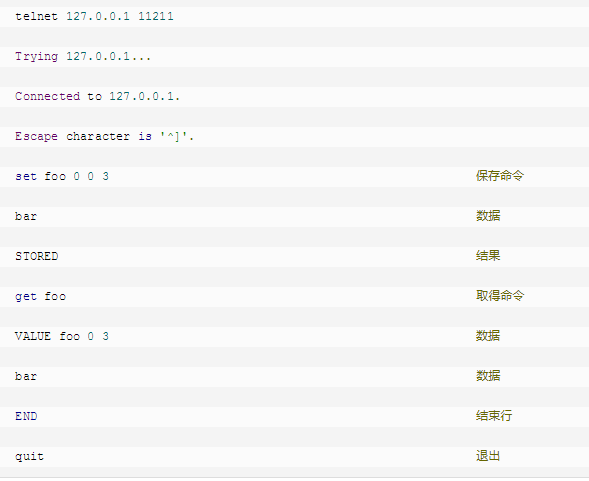 telnet 127.0.0.1 11211
Trying 127.0.0.1...
Connected to 127.0.0.1.
Escape character is '^]'.
set foo 0 0 3 保存命令
bar 数据
STORED 结果
get foo 取得命令
VALUE foo 0 3 数据
bar 数据
END 结束行
quit 退出